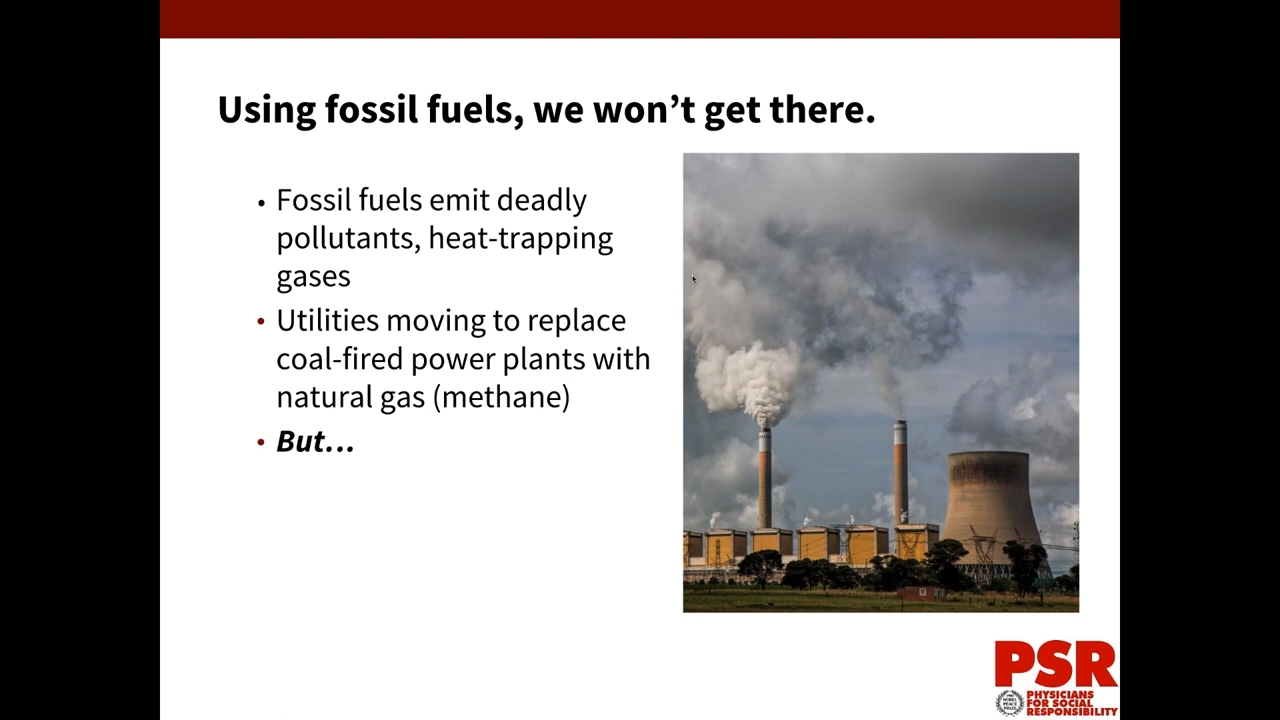 Using fossil fuels, we won't get there.
• Fossil fuels emit deadly
pollutants, heat-trapping
gases
• Utilities moving to replace
coal-fired power plants with
natural gas (methane)
• But...
PSR
PHYSICIANS
FOR SOCIAL
RESPONSIBILITY